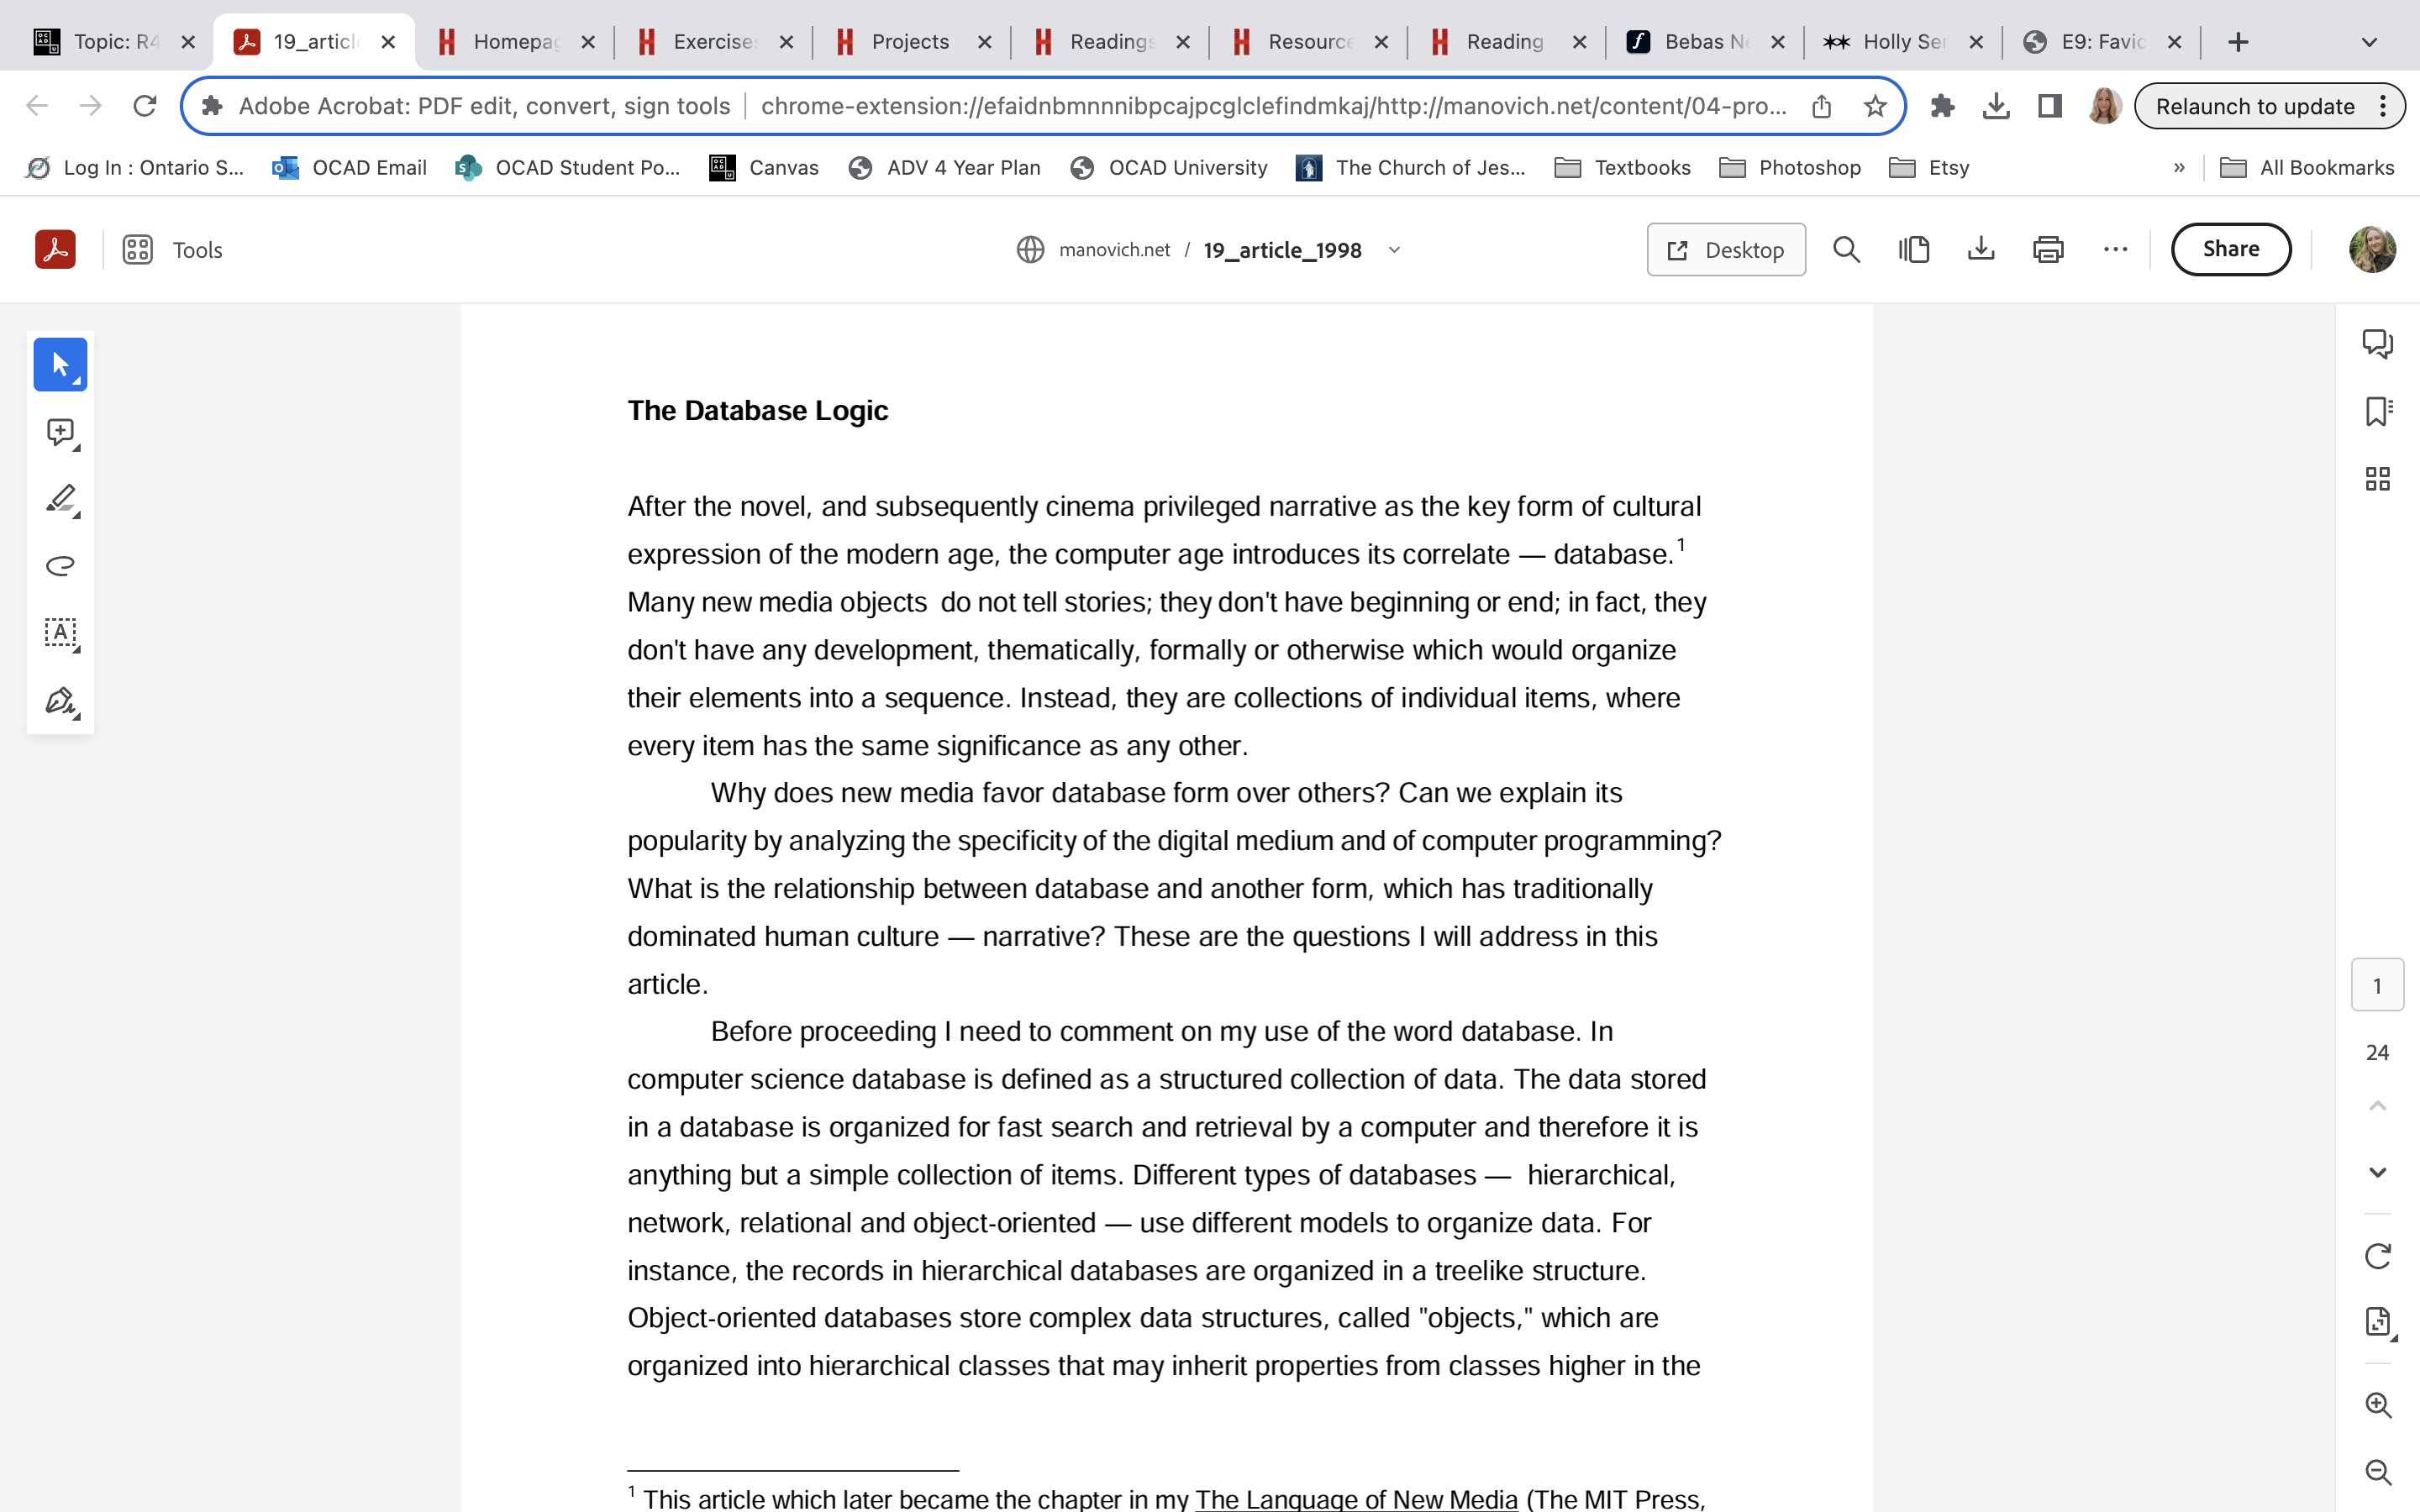 Topic: R4
19_articl
Homepag
Exercises
Projects
Readings
Resource
Reading
Bebas Ne
Holly Ser
E9: Favic
Adobe Acrobat: PDF edit, convert, sign tools
chrome-extension://efaidnbmnnnibpcajpcglclefindmkaj/http://manovich.net/content/04-pro...
Relaunch to update
Log In : Ontario S...
OCAD Email
OCAD Student Po...
Canvas
ADV 4 Year Plan
OCAD University
The Church of Jes...
Textbooks
Photoshop
Etsy
»
All Bookmarks
Tools
manovich.net / 19_article_1998
Desktop
Share
The Database Logic
After the novel, and subsequently cinema privileged narrative as the key form of cultural
expression of the modern age, the computer age introduces its correlate — database.1
Many new media objects do not tell stories; they don't have beginning or end; in fact, they
don't have any development, thematically, formally or otherwise which would organize
their elements into a sequence. Instead, they are collections of individual items, where
every item has the same significance as any other.
Why does new media favor database form over others? Can we explain its
popularity by analyzing the specificity of the digital medium and of computer programming?
What is the relationship between database and another form, which has traditionally
dominated human culture — narrative? These are the questions I will address in this
article.
Before proceeding I need to comment on my use of the word database. In
computer science database is defined as a structured collection of data. The data stored
in a database is organized for fast search and retrieval by a computer and therefore it is
anything but a simple collection of items. Different types of databases — hierarchical,
network, relational and object-oriented — use different models to organize data. For
instance, the records in hierarchical databases are organized in a treelike structure.
Object-oriented databases store complex data structures, called "objects," which are
organized into hierarchical classes that may inherit properties from classes higher in the
1 This article which later became the chapter in my The Language of New Media (The MIT Press,
1
24